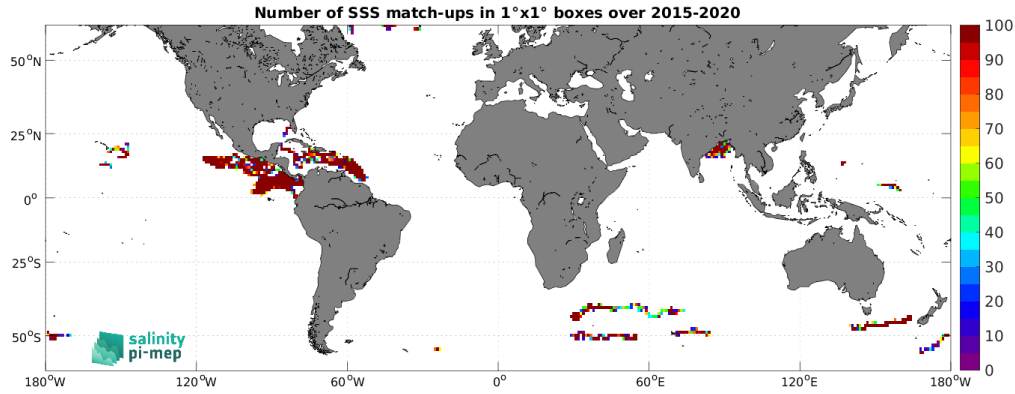 Number of SSS match-ups in 1°x1° boxes over 2015-2020
50°N
25°N
0°
25°S
50°S
180°W
120°W
60°W
0°
60°E
120°E
180°W
100
90
80
70
60
50
40
30
20
10
0
salinity
pi-mep